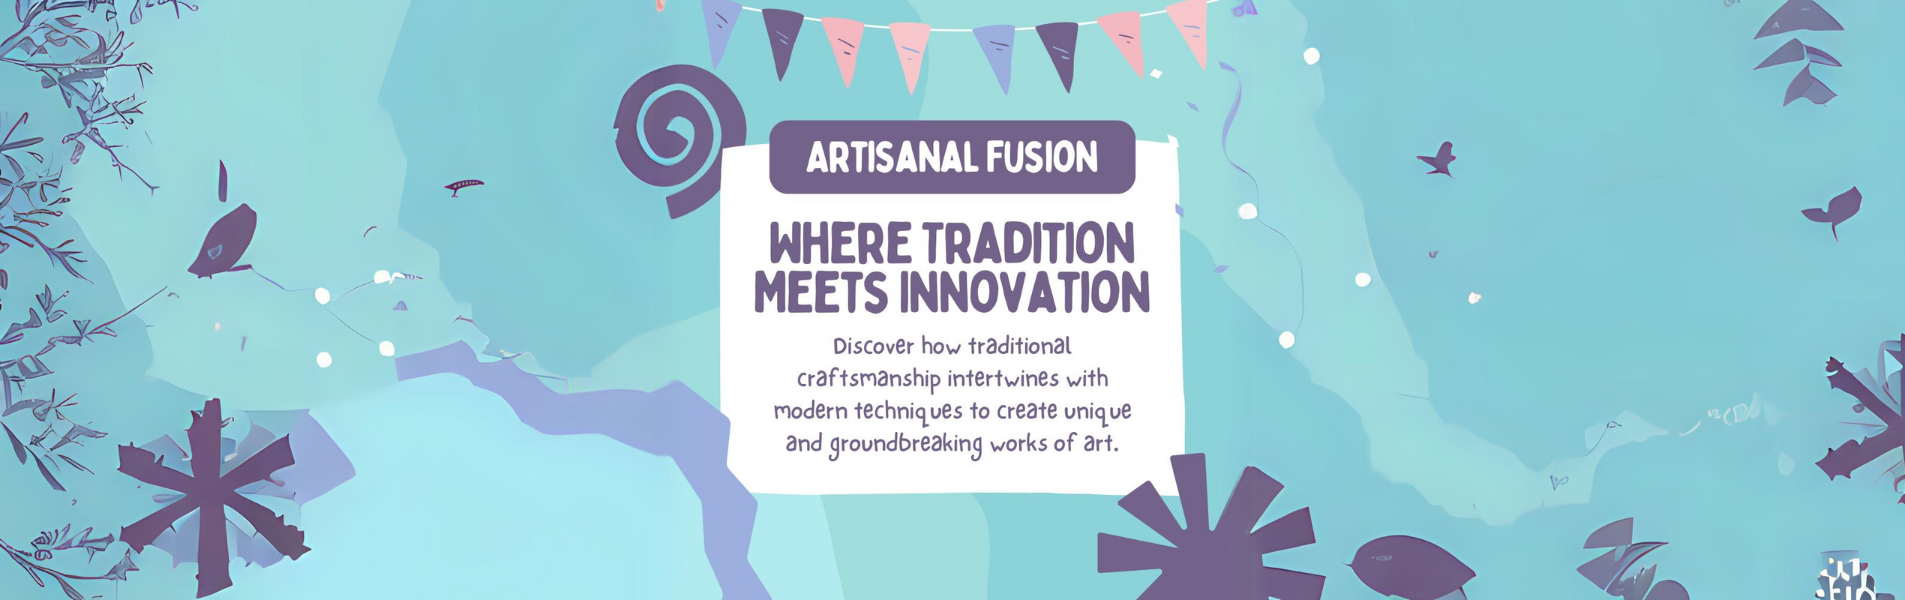 ARTISANAL FUSION
WHERE TRADITION
MEETS INNOVATION
Discover how traditional
craftsmanship intertwines with
modern techniques to create unique
and groundbreaking works of art.